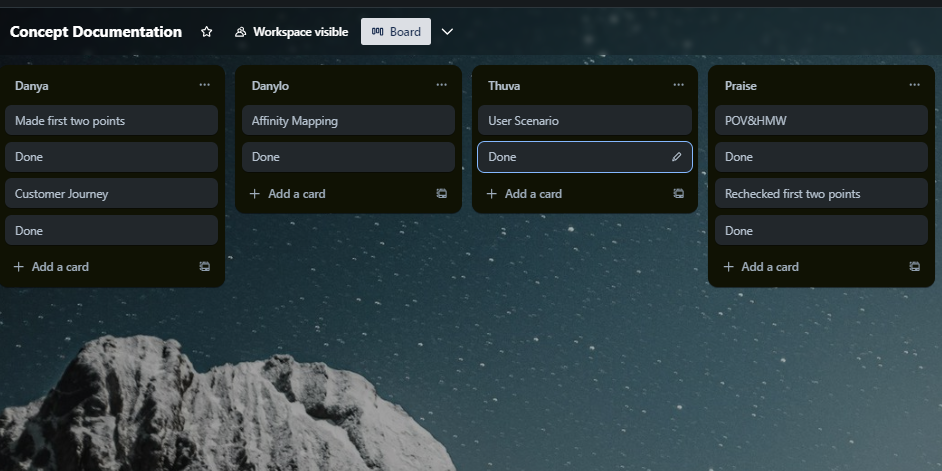 Concept Documentation
Workspace visible
Board
Danya
Made first two points
Done
Customer Journey
Done
Add a card
Danylo
Affinity Mapping
Done
Add a card
Thuva
User Scenario
Done
Add a card
Praise
POV&HMW
Done
Rechecked first two points
Done
Add a card